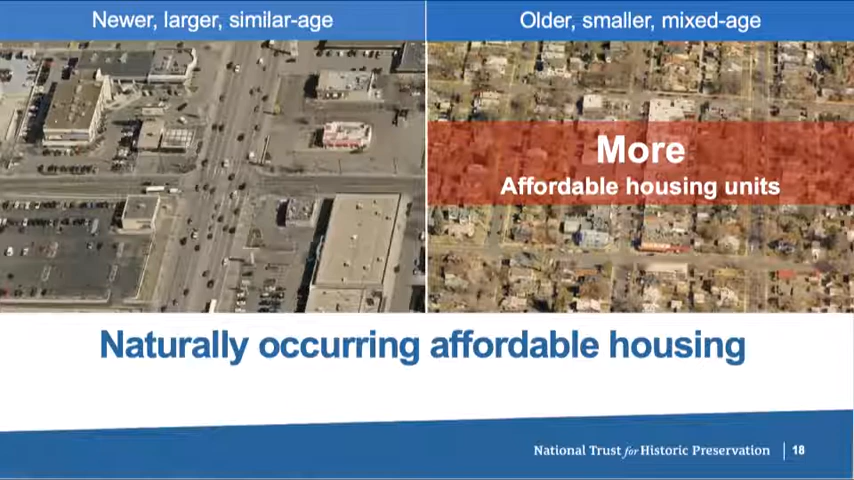 Newer, larger, similar-age
Older, smaller, mixed-age
More
Affordable housing units
Naturally occurring affordable housing
National Trust for Historic Preservation | 18